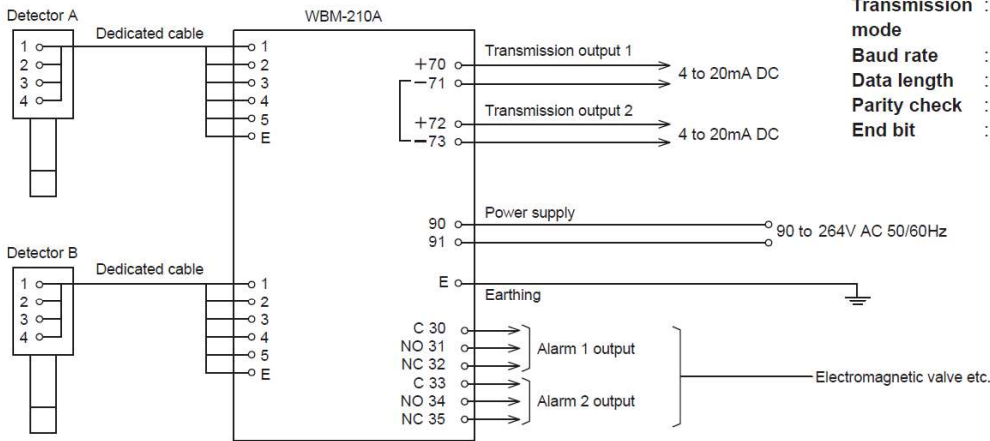 Detector A
Dedicated cable
WBM-210A
1
2
3
4
1
2
3
4
5
E
+70
−71
+72
−73
Transmission output 1
4 to 20mA DC
Transmission output 2
4 to 20mA DC
Transmission :
mode
Baud rate :
Data length :
Parity check :
End bit :
90
91
Power supply
90 to 264V AC 50/60Hz
E
Earthing
Detector B
Dedicated cable
1
2
3
4
1
2
3
4
5
E
C 30
NO 31
NC 32
Alarm 1 output
C 33
NO 34
NC 35
Alarm 2 output
Electromagnetic valve etc.